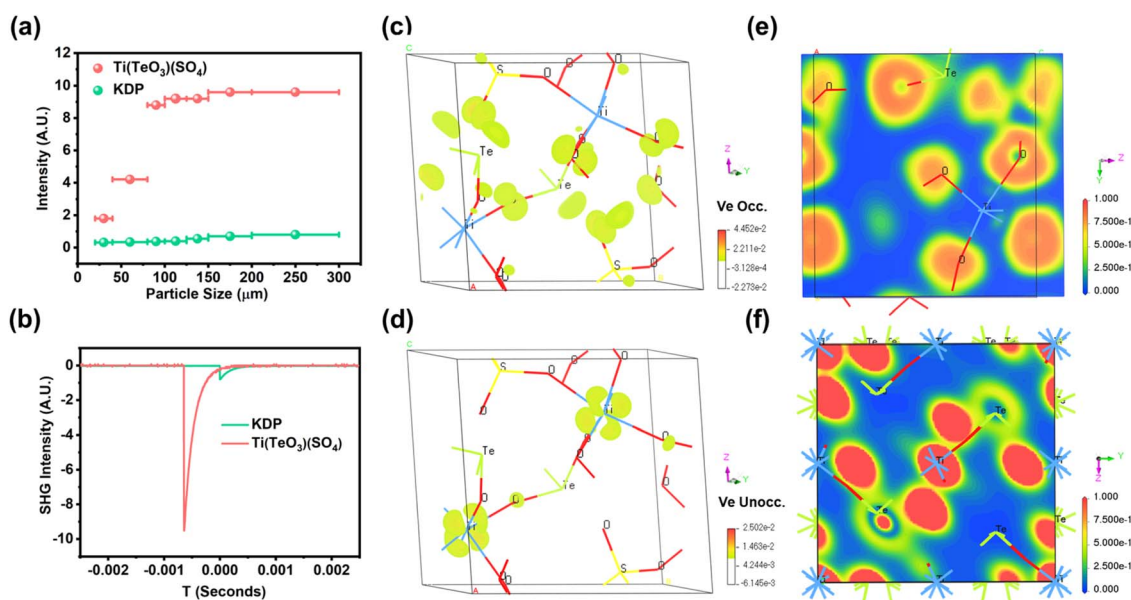 (a)
12
10
8
6
4
2
0
Intensity (A.U.)
Ti(TeO₃)(SO₄)
KDP
0
50
100
150
200
250
300
Particle Size (μm)
(b)
0
-2
-4
-6
-8
-10
SHG Intensity (A.U.)
KDP
Ti(TeO₃)(SO₄)
-0.002
-0.001
0.000
0.001
0.002
T (Seconds)
(c)
C
S
O
O
Ti
O
Te
O
Te
O
Ti
O
S
O
A
Z
Y
Ve Occ.
4.452e-2
2.211e-2
-3.128e-4
-2.273e-2
(d)
C
S
O
O
Ti
O
O
Te
O
O
Te
O
O
S
O
O
A
Z
Y
Ve Unocc.
2.502e-2
1.463e-2
4.244e-3
-6.145e-3
(e)
A
C
Te
O
O
O
Ti
O
Z
Y
1.000
7.500e-1
5.000e-1
2.500e-1
0.000
(f)
Te
Te
Ti
Te
Te
Ti
Te
Te
Te
Y
Z
1.000
7.500e-1
5.000e-1
2.500e-1
0.000